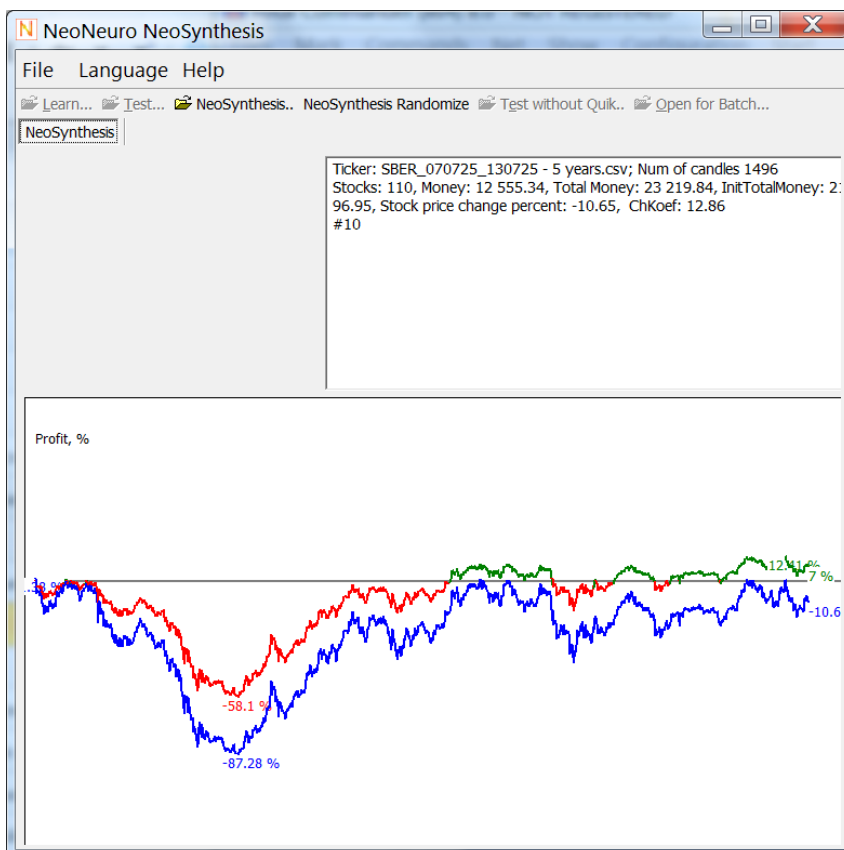 NeoNeuro NeoSynthesis
File Language Help
Learn... Test... NeoSynthesis.. NeoSynthesis Randomize Test without Quik.. Open for Batch...
NeoSynthesis
Ticker: SBER_070725_130725 - 5 years.csv; Num of candles 1496
Stocks: 110, Money: 12 555.34, Total Money: 23 219.84, InitTotalMoney: 21
96.95, Stock price change percent: -10.65, ChKoef: 12.86
#10
Profit, %
12.41 %
7 %
-10.6
-58.1 %
-87.28 %